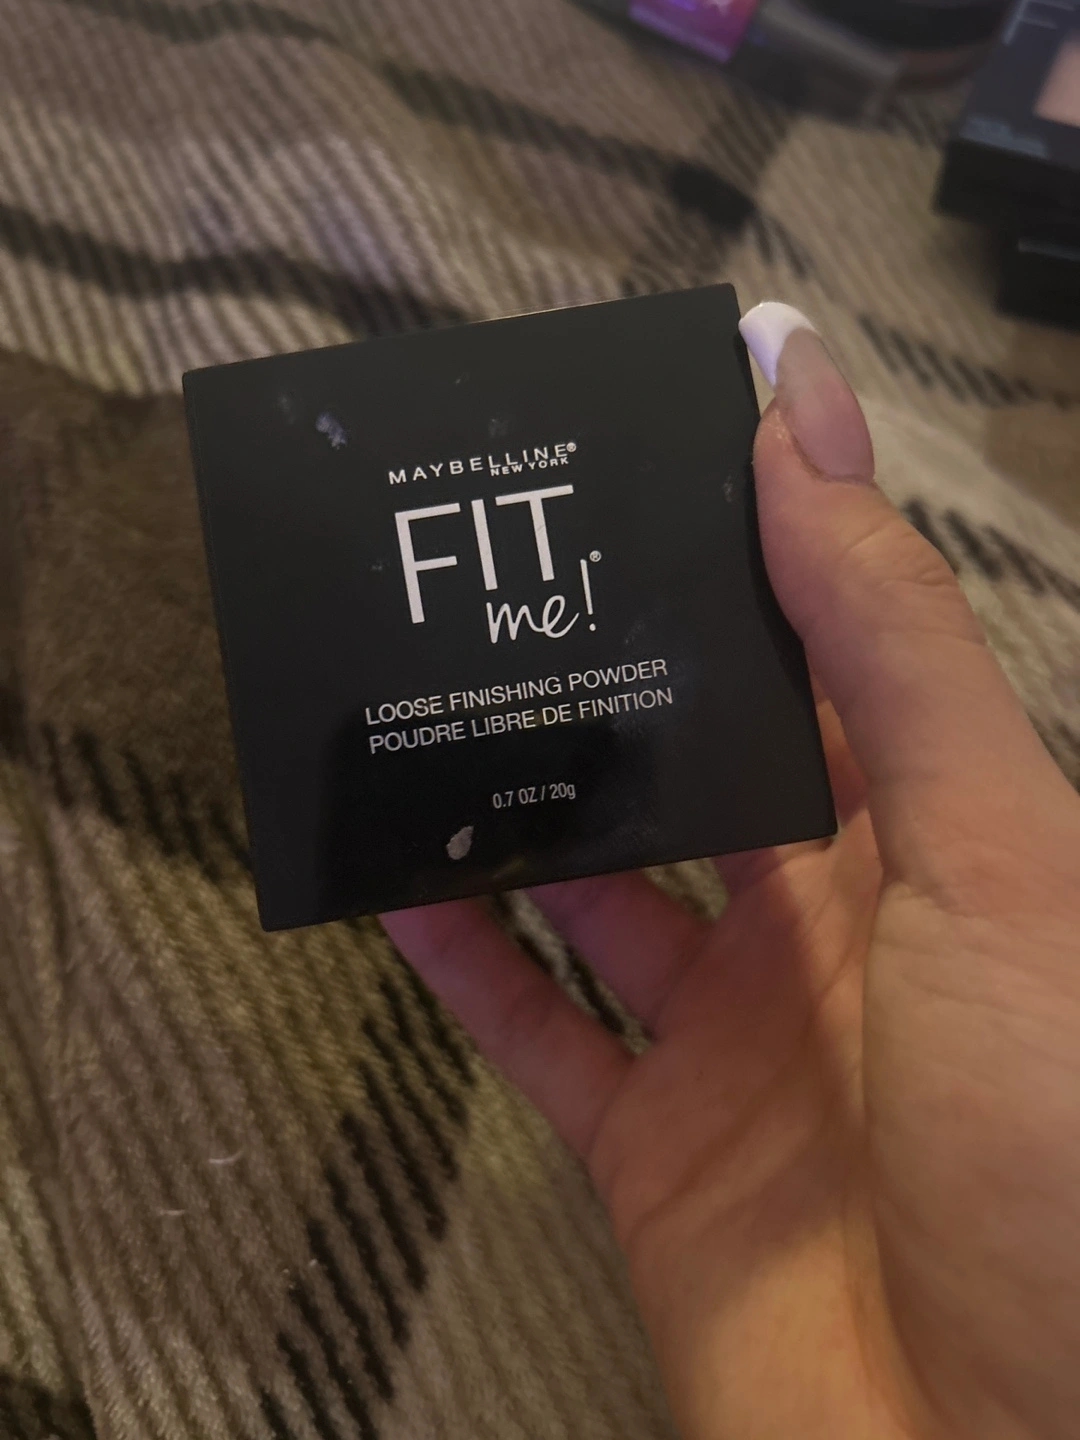 MAYBELLINE®
NEW YORK
FIT
me!®
LOOSE FINISHING POWDER
POUDRE LIBRE DE FINITION
0.7 OZ / 20g